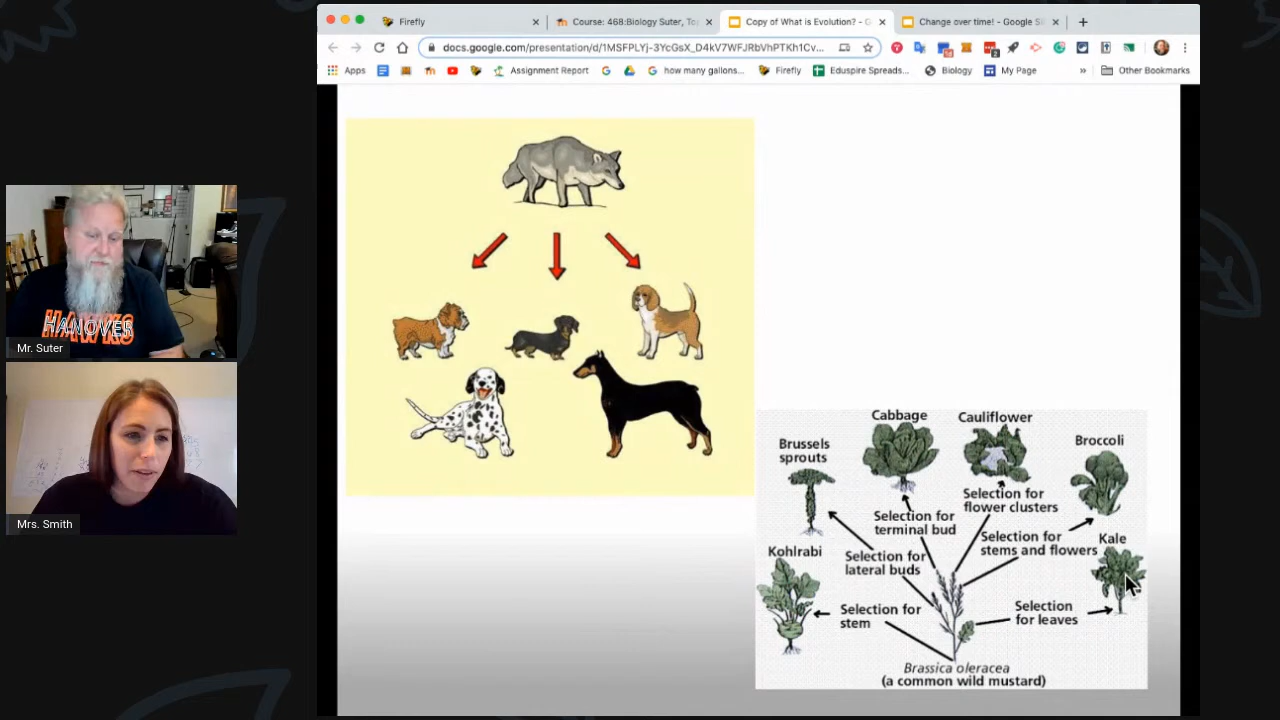 Firefly
Course: 468:Biology Suter, To
Copy of What is Evolution? - G
Change over time! - Google Sli
docs.google.com/presentation/d/1MSFPLYj-3YcGsX_D4kV7WFJRbVhPTKh1Cv...
Apps
Assignment Report
how many gallons...
Firefly
Eduspire Spreads...
Biology
My Page
»
Other Bookmarks
HANOVER
HAWKS
Mr. Suter
Mrs. Smith
Cabbage
Cauliflower
Brussels
sprouts
Broccoli
Selection for
flower clusters
Selection for
terminal bud
Selection for
stems and flowers
Kale
Kohlrabi
Selection for
lateral buds
Selection for
stem
Selection
for leaves
Brassica oleracea
(a common wild mustard)